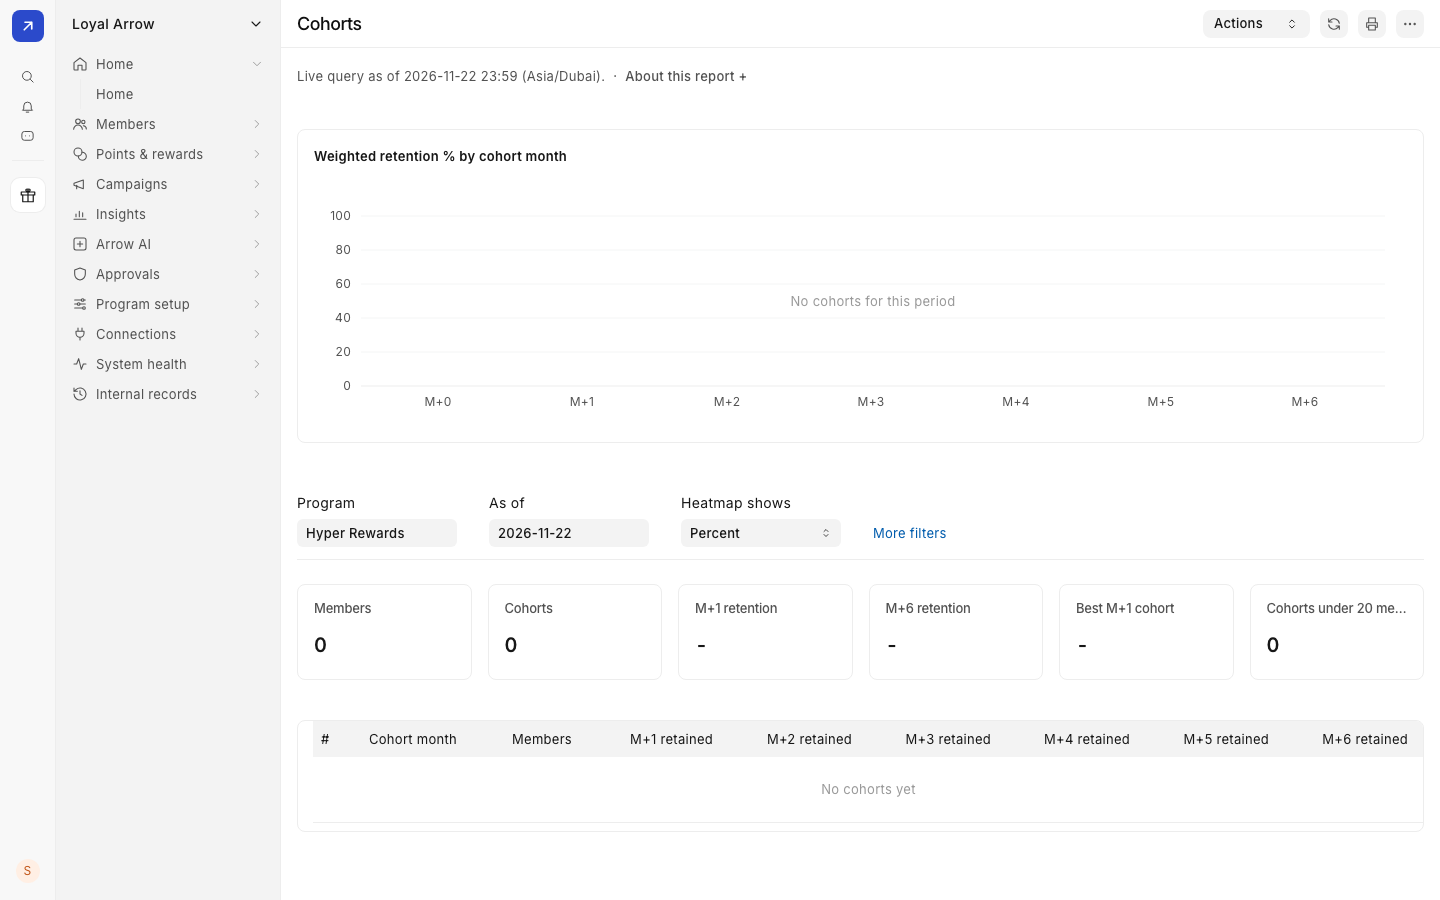 Loyal Arrow
Home
Home
Members
Points & rewards
Campaigns
Insights
Arrow AI
Approvals
Program setup
Connections
System health
Internal records
S
Cohorts
Actions
Live query as of 2026-11-22 23:59 (Asia/Dubai). · About this report +
Weighted retention % by cohort month
100
80
60
40
20
0
No cohorts for this period
M+0 M+1 M+2 M+3 M+4 M+5 M+6
Program As of Heatmap shows
Hyper Rewards 2026-11-22 Percent More filters
Members Cohorts M+1 retention M+6 retention Best M+1 cohort Cohorts under 20 me...
0 0 - - - 0
# Cohort month Members M+1 retained M+2 retained M+3 retained M+4 retained M+5 retained M+6 retained
No cohorts yet